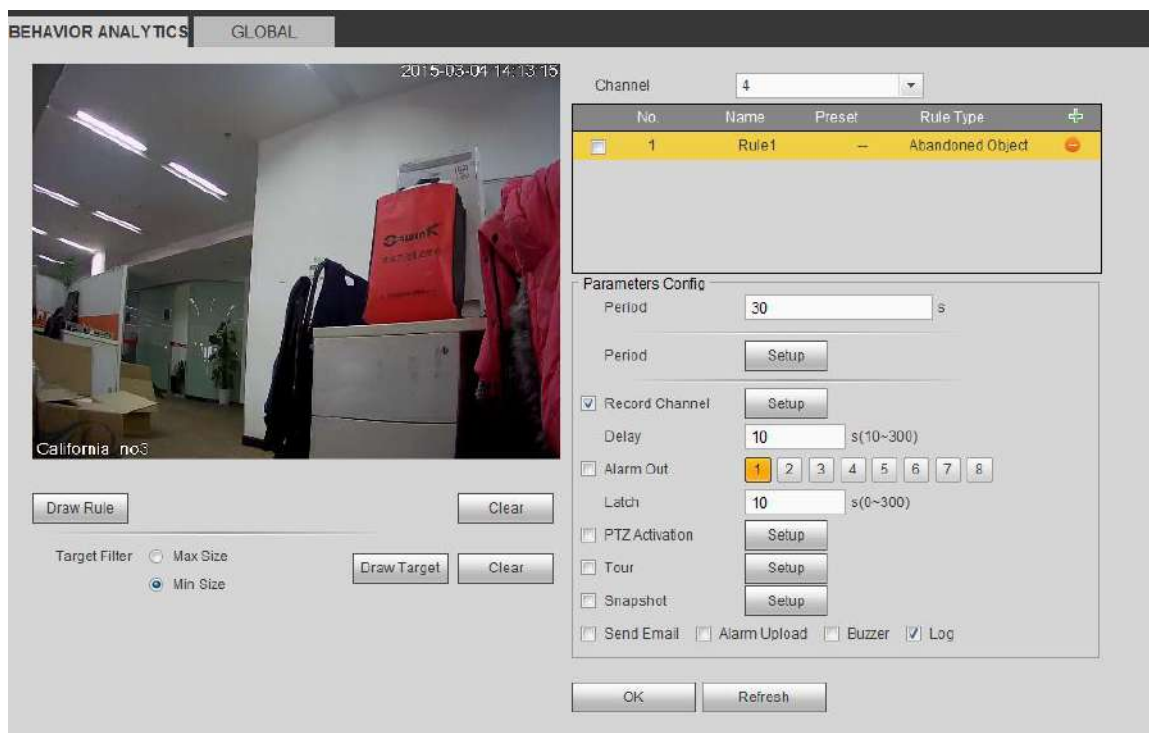 BEHAVIOR ANALYTICS GLOBAL
2015-03-04 14:13:15
California no3
Draw Rule Clear
Target Filter Max Size
Min Size
Draw Target Clear
Channel 4
No. Name Preset Rule Type
1 Rule1 -- Abandoned Object
Parameters Config
Period 30 s
Period Setup
Record Channel Setup
Delay 10 s(10~300)
Alarm Out 1 2 3 4 5 6 7 8
Latch 10 s(0~300)
PTZ Activation Setup
Tour Setup
Snapshot Setup
Send Email Alarm Upload Buzzer Log
OK Refresh